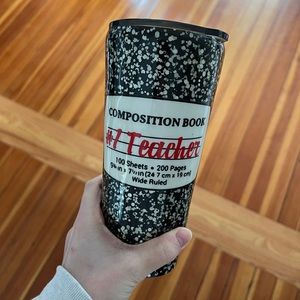 COMPOSITION BOOK
#1 Teacher
100 Sheets • 200 Pages
9¾ in x 7½ in (24.7 cm x 19 cm)
Wide Ruled